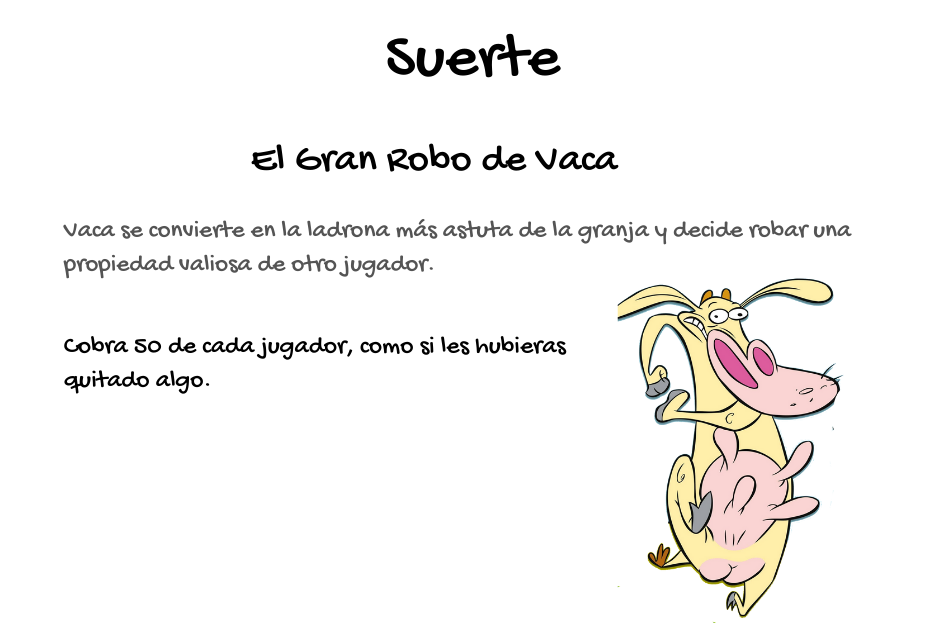 Suerte
El Gran Robo de Vaca
Vaca se convierte en la ladrona más astuta de la granja y decide robar una
propiedad valiosa de otro jugador.
Cobra 50 de cada jugador, como si les hubieras
quitado algo.